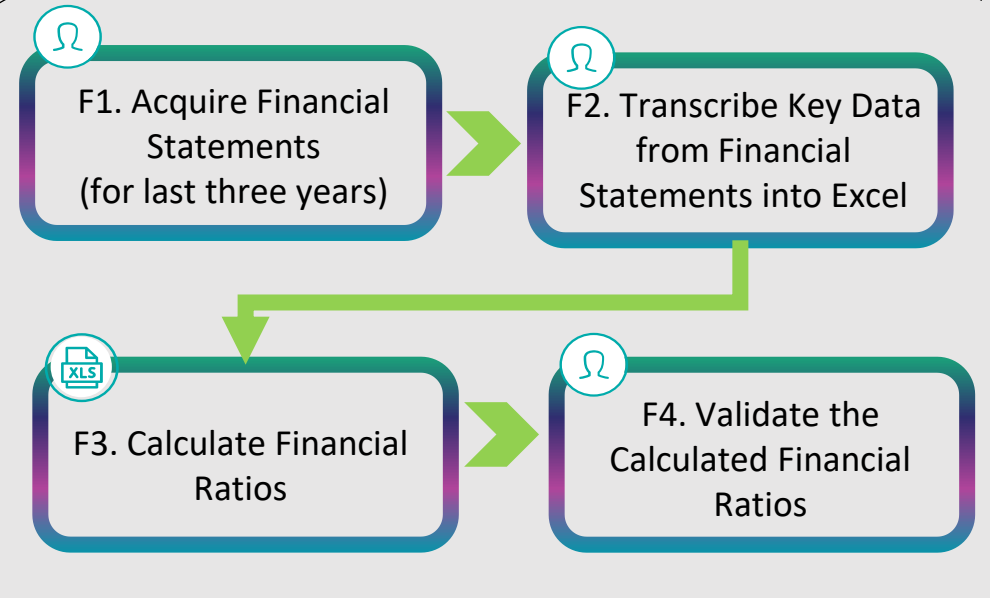 F1. Acquire Financial
Statements
(for last three years)
F2. Transcribe Key Data
from Financial
Statements into Excel
XLS
F3. Calculate Financial
Ratios
F4. Validate the
Calculated Financial
Ratios